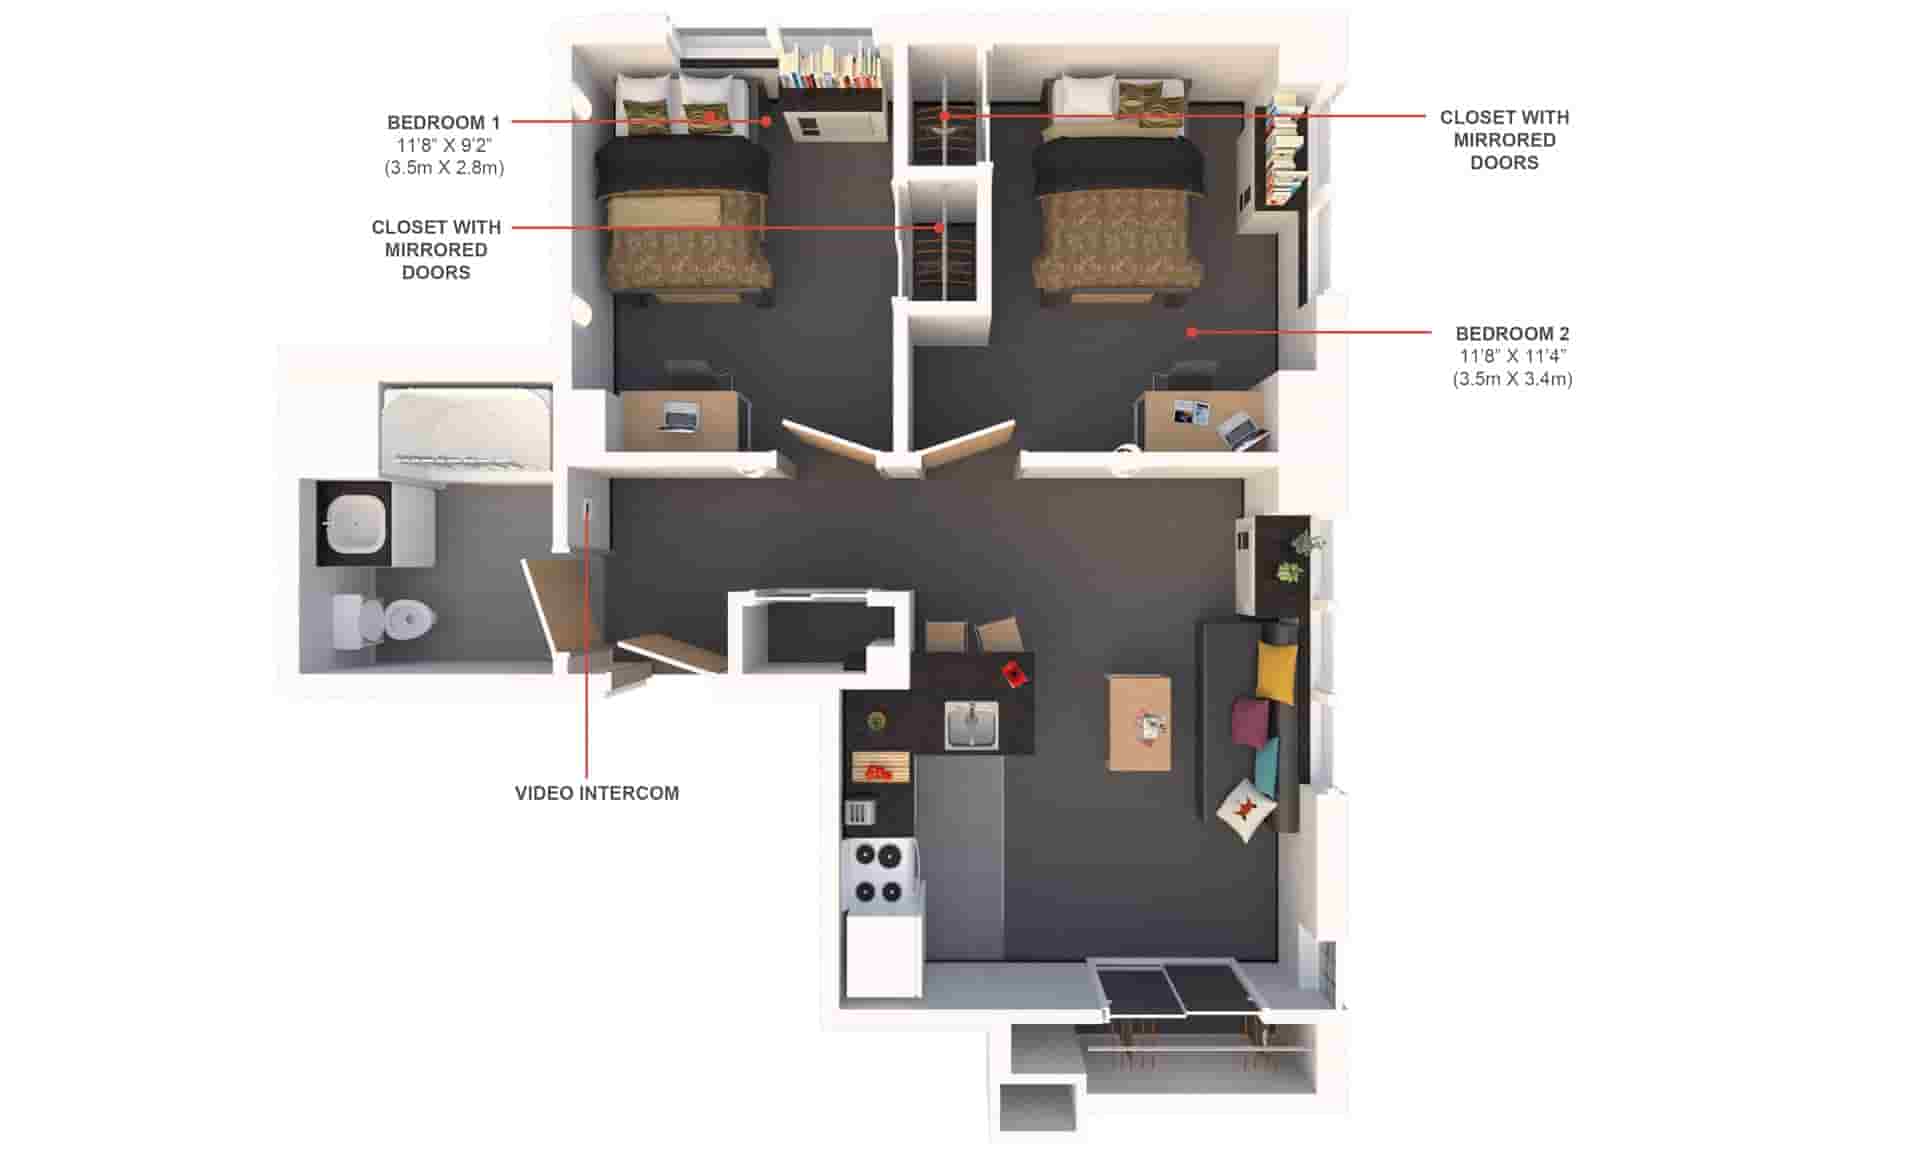 BEDROOM 1
11'8” X 9'2”
(3.5m X 2.8m)
CLOSET WITH
MIRRORED
DOORS
CLOSET WITH
MIRRORED
DOORS
BEDROOM 2
11'8” X 11'4”
(3.5m X 3.4m)
VIDEO INTERCOM